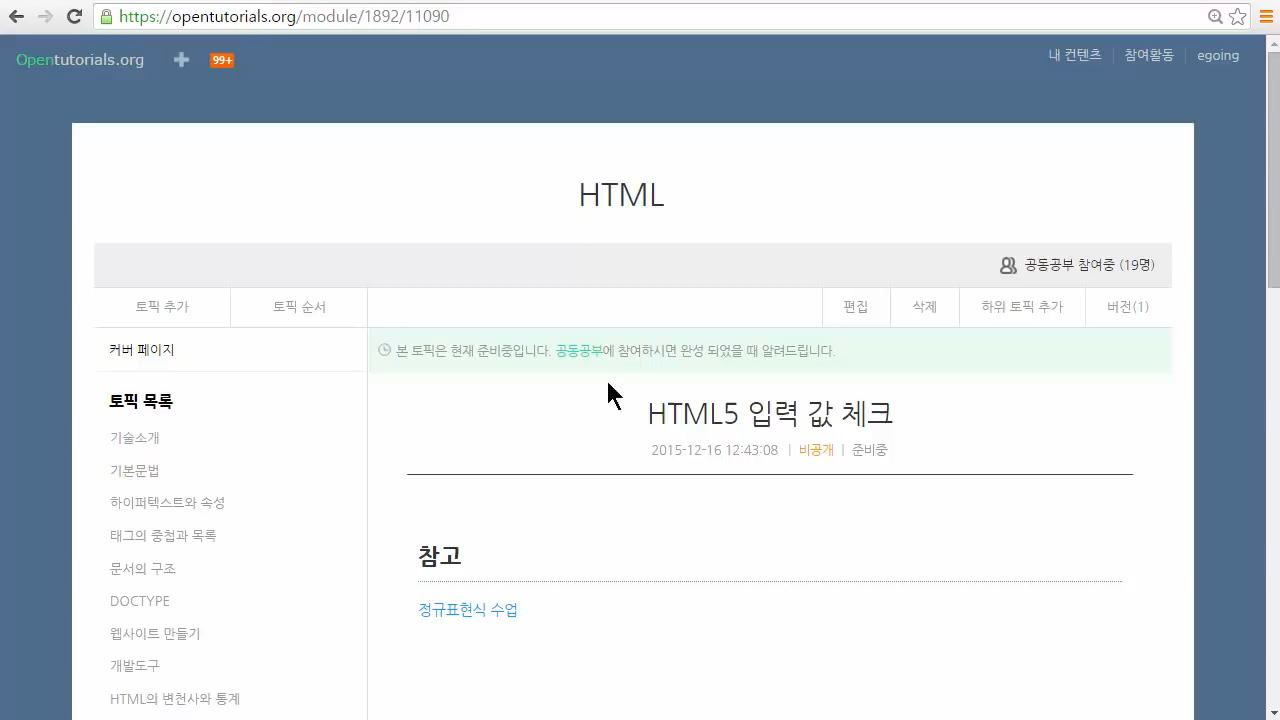 https://opentutorials.org/module/1892/11090
Opentutorials.org
99+
내 컨텐츠
참여활동
egoing
HTML
공동공부 참여중 (19명)
토픽 추가
토픽 순서
편집
삭제
하위 토픽 추가
버전(1)
커버 페이지
본 토픽은 현재 준비중입니다. 공동공부에 참여하시면 완성 되었을 때 알려드립니다.
토픽 목록
기술소개
기본문법
하이퍼텍스트와 속성
태그의 중첩과 목록
문서의 구조
DOCTYPE
웹사이트 만들기
개발도구
HTML의 변천사와 통계
HTML5 입력 값 체크
2015-12-16 12:43:08 | 비공개 | 준비중
참고
정규표현식 수업